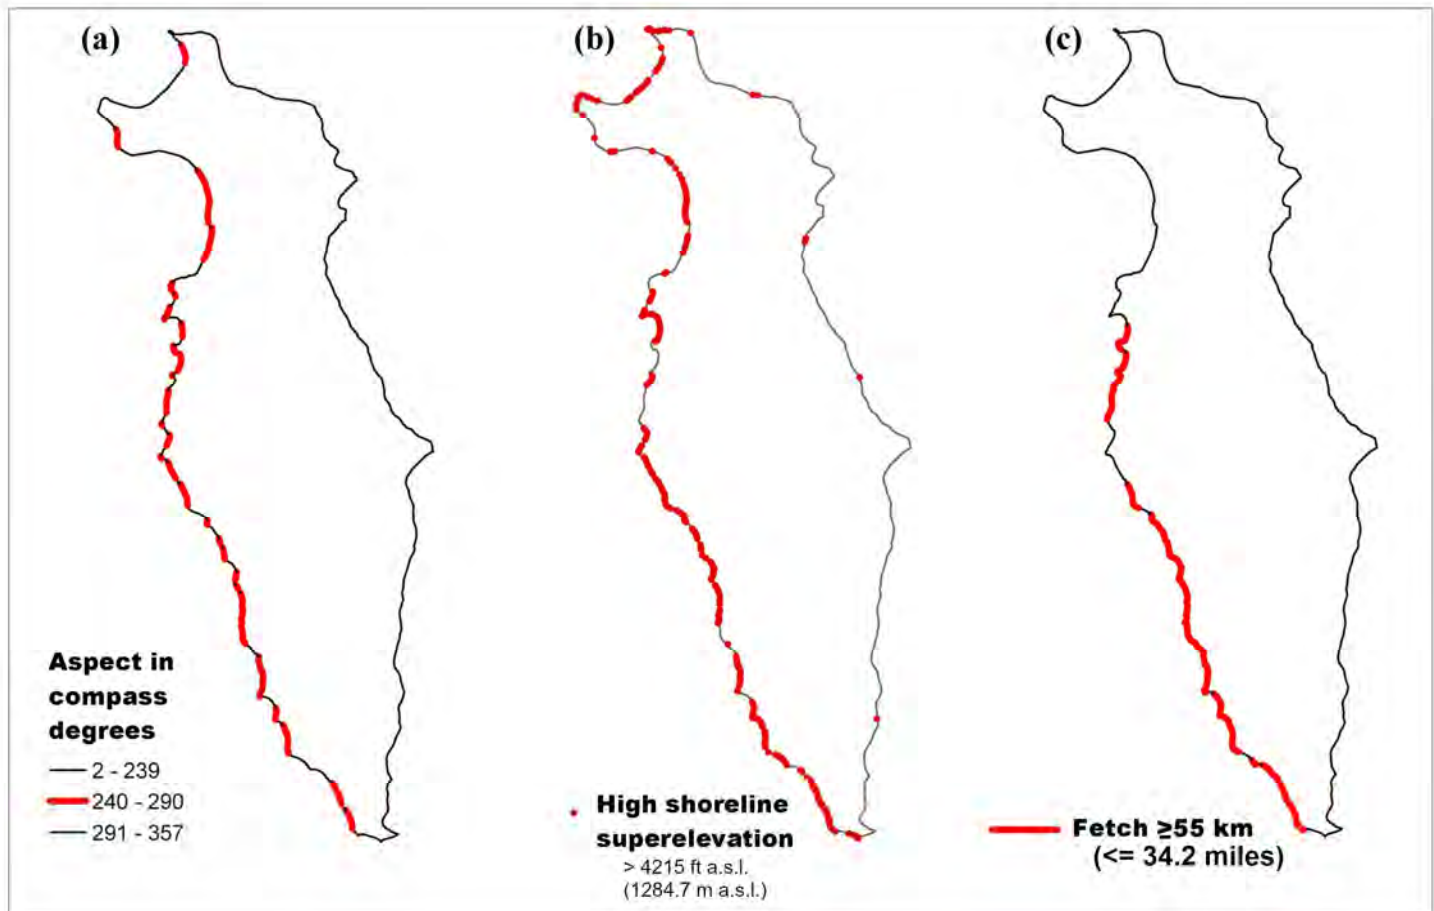 (a)
(b)
(c)
Aspect in
compass
degrees
2 - 239
240 - 290
291 - 357
High shoreline
superelevation
> 4215 ft a.s.l.
(1284.7 m a.s.l.)
Fetch ≥55 km
(<= 34.2 miles)